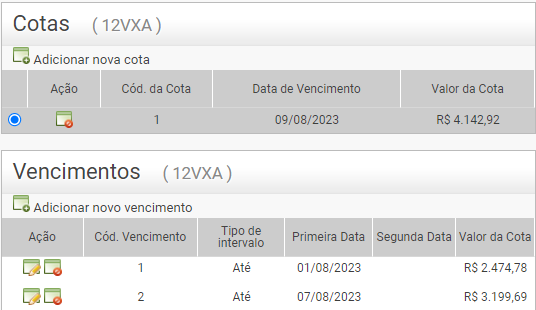 Cotas ( 12VXA )
Adicionar nova cota
Ação Cód. da Cota Data de Vencimento Valor da Cota
1 09/08/2023 R$ 4.142,92
Vencimentos ( 12VXA )
Adicionar novo vencimento
Ação Cód. Vencimento Tipo de intervalo Primeira Data Segunda Data Valor da Cota
1 Até 01/08/2023 R$ 2.474,78
2 Até 07/08/2023 R$ 3.199,69